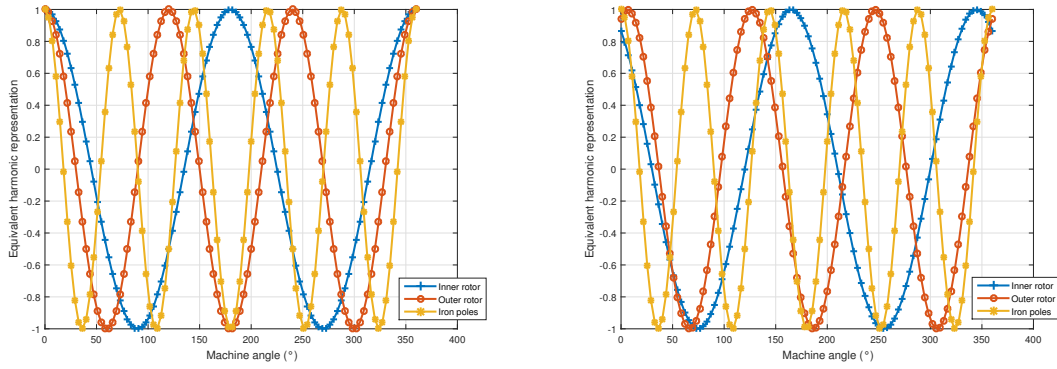 1
0.8
0.6
0.4
0.2
0
-0.2
-0.4
-0.6
-0.8
-1
Equivalent harmonic representation
0 50 100 150 200 250 300 350 400
Machine angle (°)
Inner rotor
Outer rotor
Iron poles
1
0.8
0.6
0.4
0.2
0
-0.2
-0.4
-0.6
-0.8
-1
Equivalent harmonic representation
0 50 100 150 200 250 300 350 400
Machine angle (°)
Inner rotor
Outer rotor
Iron poles